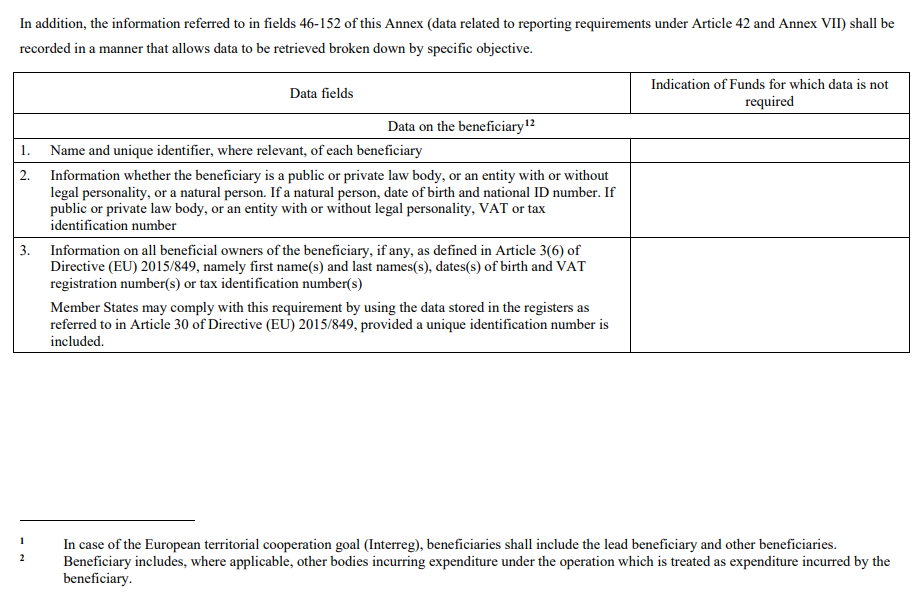 In addition, the information referred to in fields 46-152 of this Annex (data related to reporting requirements under Article 42 and Annex VII) shall be
recorded in a manner that allows data to be retrieved broken down by specific objective.
Data fields
Indication of Funds for which data is not
required
Data on the beneficiary12
1. Name and unique identifier, where relevant, of each beneficiary
2. Information whether the beneficiary is a public or private law body, or an entity with or without
legal personality, or a natural person. If a natural person, date of birth and national ID number. If
public or private law body, or an entity with or without legal personality, VAT or tax
identification number
3. Information on all beneficial owners of the beneficiary, if any, as defined in Article 3(6) of
Directive (EU) 2015/849, namely first name(s) and last names(s), dates(s) of birth and VAT
registration number(s) or tax identification number(s)
Member States may comply with this requirement by using the data stored in the registers as
referred to in Article 30 of Directive (EU) 2015/849, provided a unique identification number is
included.
1 In case of the European territorial cooperation goal (Interreg), beneficiaries shall include the lead beneficiary and other beneficiaries.
2 Beneficiary includes, where applicable, other bodies incurring expenditure under the operation which is treated as expenditure incurred by the
beneficiary.